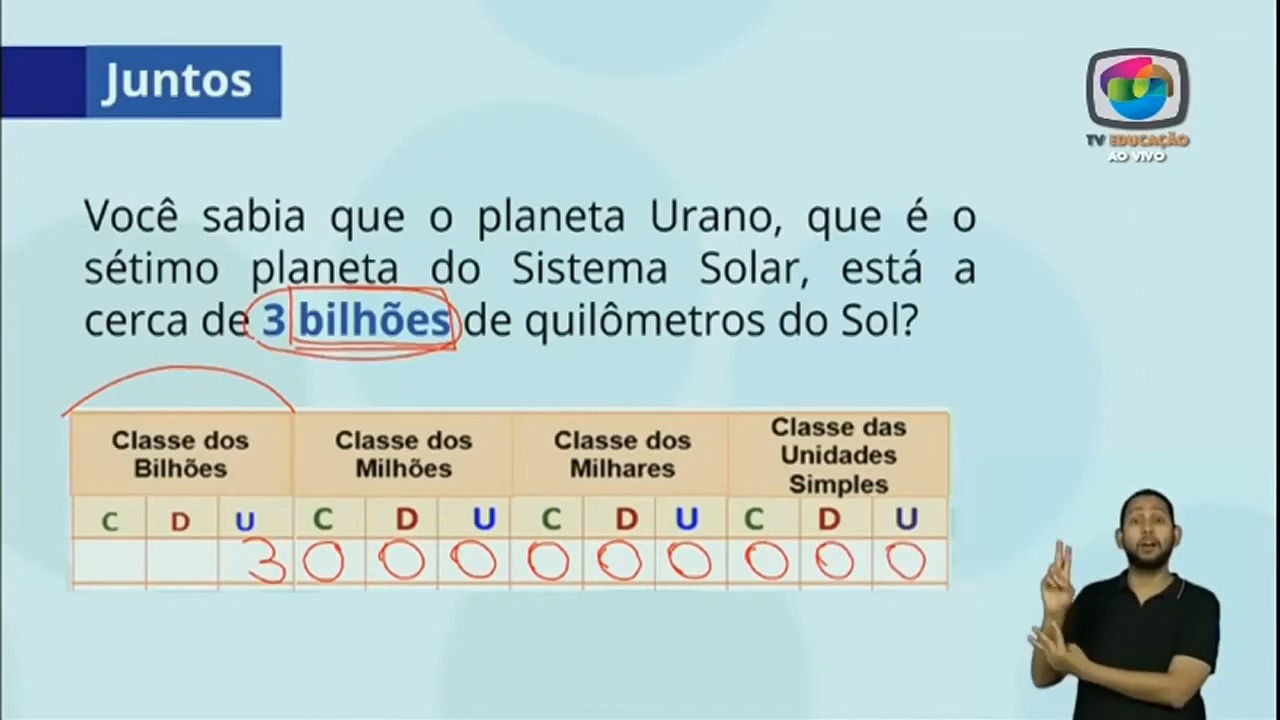 Juntos
TV EDUCAÇÃO
AO VIVO
Você sabia que o planeta Urano, que é o
sétimo planeta do Sistema Solar, está a
cerca de 3 bilhões de quilômetros do Sol?
Classe dos Bilhões Classe dos Milhões Classe dos Milhares Classe das Unidades Simples
C D U C D U C D U C D U
3 0 0 0 0 0 0 0 0 0